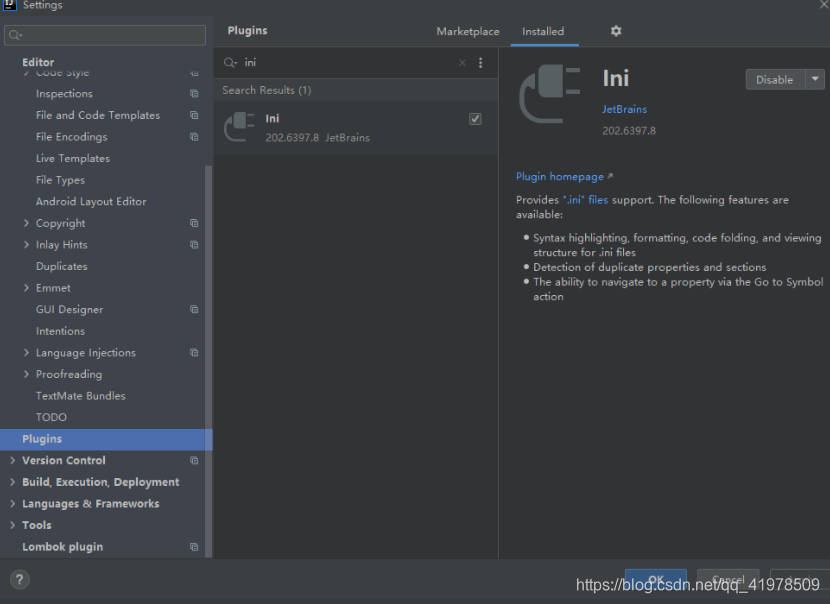 IJ Settings
Editor
Code Style
Inspections
File and Code Templates
File Encodings
Live Templates
File Types
Android Layout Editor
Copyright
Inlay Hints
Duplicates
Emmet
GUI Designer
Intentions
Language Injections
Proofreading
TextMate Bundles
TODO
Plugins
Version Control
Build, Execution, Deployment
Languages & Frameworks
Tools
Lombok plugin
?
Plugins
Marketplace
Installed
ini
Search Results (1)
Ini
202.6397.8 JetBrains
Ini
Disable
JetBrains
202.6397.8
Plugin homepage ↗
Provides ".ini" files support. The following features are
available:
• Syntax highlighting, formatting, code folding, and viewing
structure for .ini files
• Detection of duplicate properties and sections
• The ability to navigate to a property via the Go to Symbol
action
OK
Cancel
https://blog.csdn.net/qq_41978509